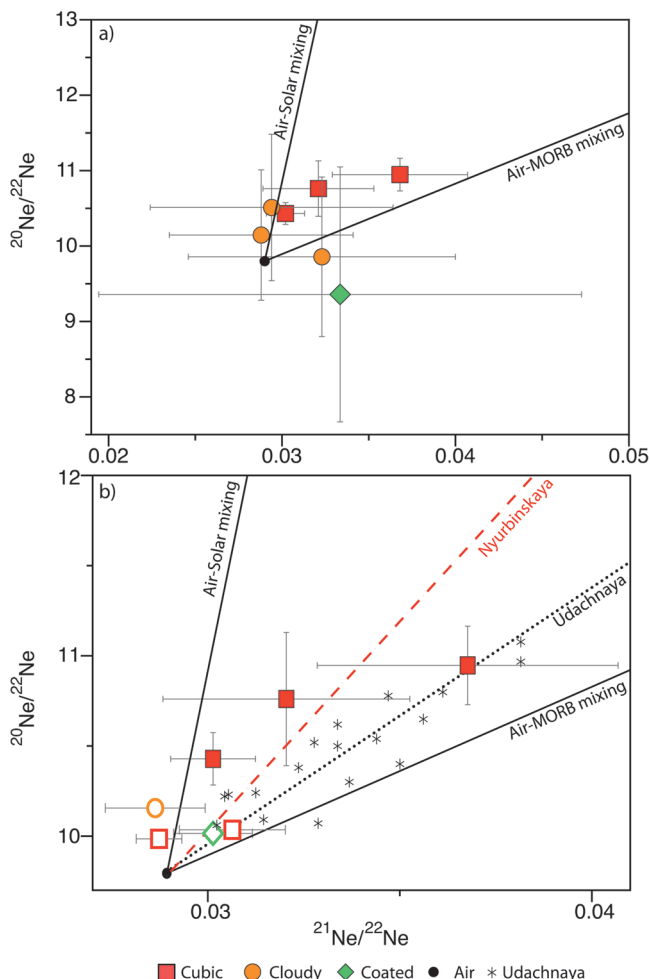 a)
13
12
11
10
9
8
²⁰Ne/²²Ne
Air-Solar mixing
Air-MORB mixing
0.02
0.03
0.04
0.05
b)
12
11
10
²⁰Ne/²²Ne
Air-Solar mixing
Nyurbinskaya
Udachnaya
Air-MORB mixing
0.03
0.04
²¹Ne/²²Ne
Cubic Cloudy Coated Air Udachnaya